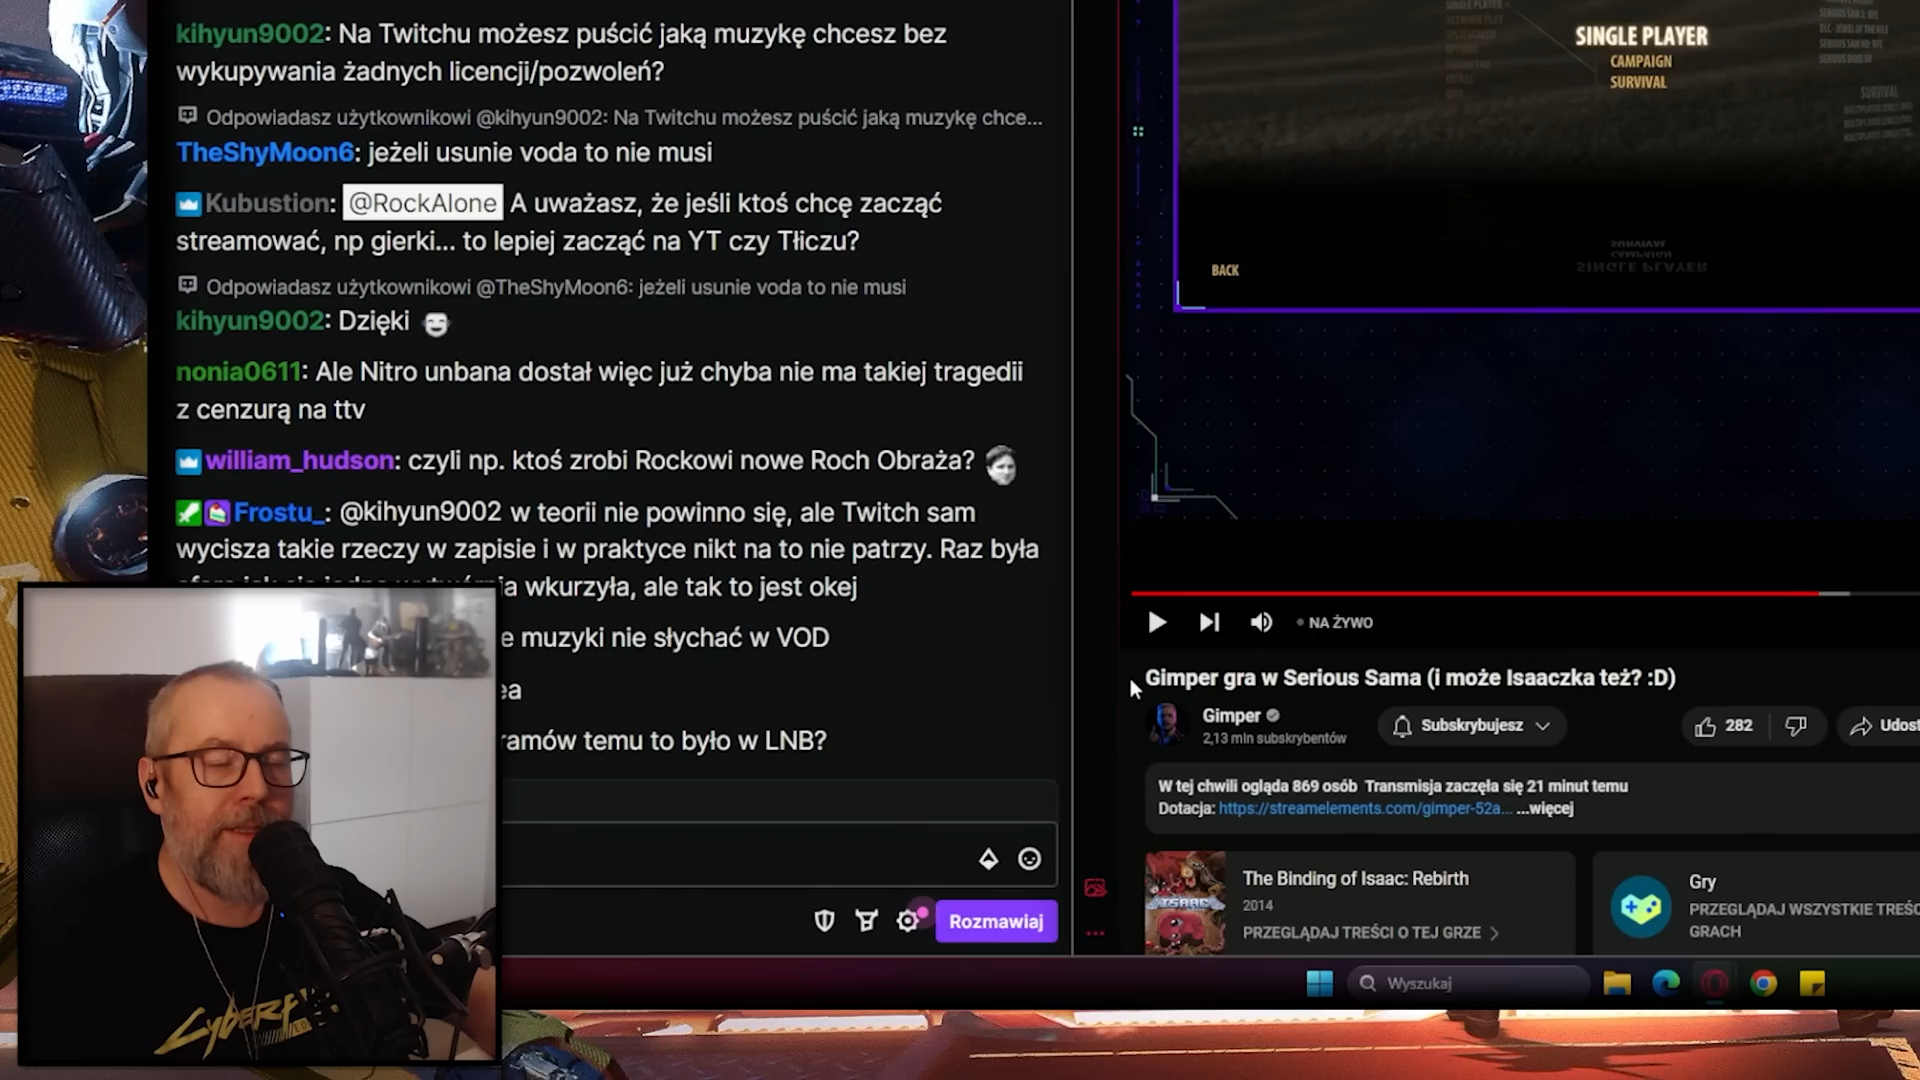 kihyun9002: Na Twitchu możesz puścić jaką muzykę chcesz bez
wykupywania żadnych licencji/pozwoleń?
Odpowiadasz użytkownikowi @kihyun9002: Na Twitchu możesz puścić jaką muzykę chce...
TheShyMoon6: jeżeli usunie voda to nie musi
Kubustion: @RockAlone A uważasz, że jeśli ktoś chcę zacząć
streamować, np gierki... to lepiej zacząć na YT czy Tłiczu?
Odpowiadasz użytkownikowi @TheShyMoon6: jeżeli usunie voda to nie musi
kihyun9002: Dzięki
nonia0611: Ale Nitro unbana dostał więc już chyba nie ma takiej tragedii
z cenzurą na ttv
william_hudson: czyli np. ktoś zrobi Rockowi nowe Roch Obraża?
Frostu_: @kihyun9002 w teorii nie powinno się, ale Twitch sam
wycisza takie rzeczy w zapisie i w praktyce nikt na to nie patrzy. Raz była
wkurzyła, ale tak to jest okej
muzyki nie słychać w VOD
temu to było w LNB?
Rozmawiaj
CYBERP
SINGLE PLAYER
CAMPAIGN
SURVIVAL
BACK
NA ŻYWO
Gimper gra w Serious Sama (i może Isaaczka też? :D)
Gimper
2,13 mln subskrybentów
Subskrybujesz
282
Udost
W tej chwili ogląda 869 osób Transmisja zaczęła się 21 minut temu
Dotacja: https://streamelements.com/gimper-52a... ...więcej
ISAAC
The Binding of Isaac: Rebirth
2014
PRZEGLĄDAJ TREŚCI O TEJ GRZE
Gry
PRZEGLĄDAJ WSZYSTKIE TREŚC
GRACH
Wyszukaj